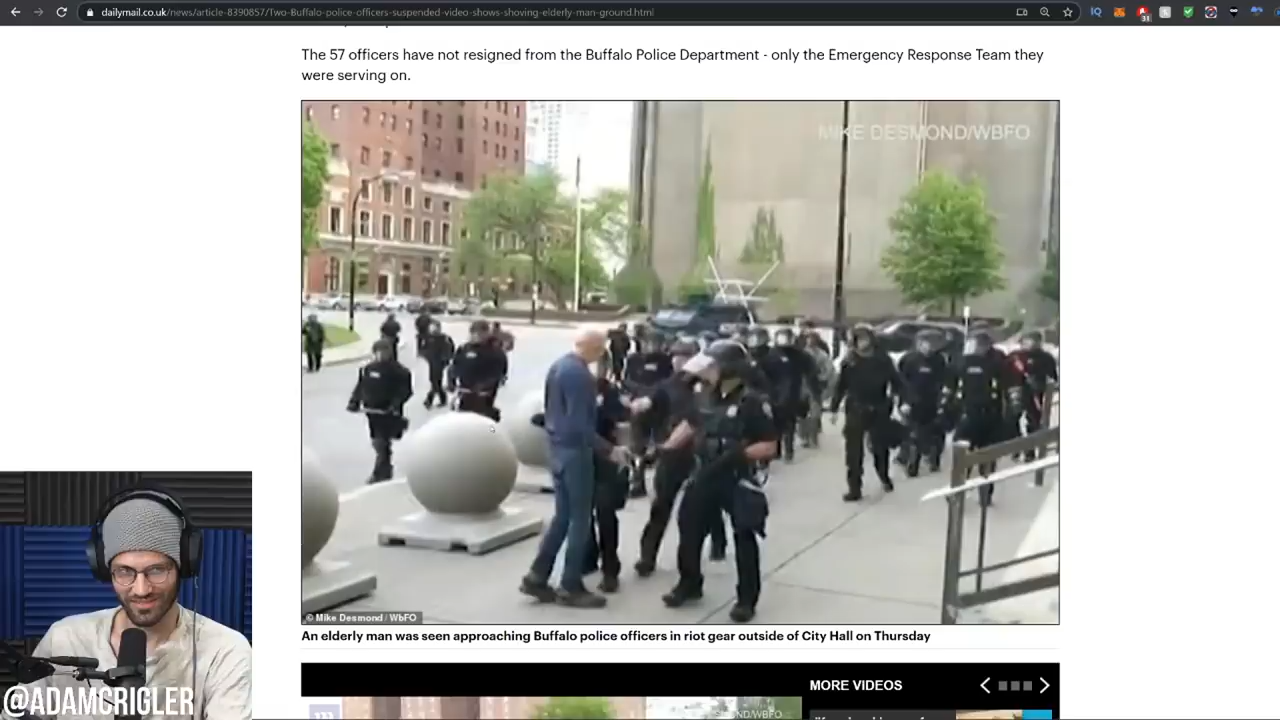 dailymail.co.uk/news/article-8390857/Two-Buffalo-police-officers-suspended-video-shows-shoving-elderly-man-ground.html
The 57 officers have not resigned from the Buffalo Police Department - only the Emergency Response Team they
were serving on.
MIKE DESMOND/WBFO
© Mike Desmond / WbFO
An elderly man was seen approaching Buffalo police officers in riot gear outside of City Hall on Thursday
MORE VIDEOS
@ADAMCRIGLER